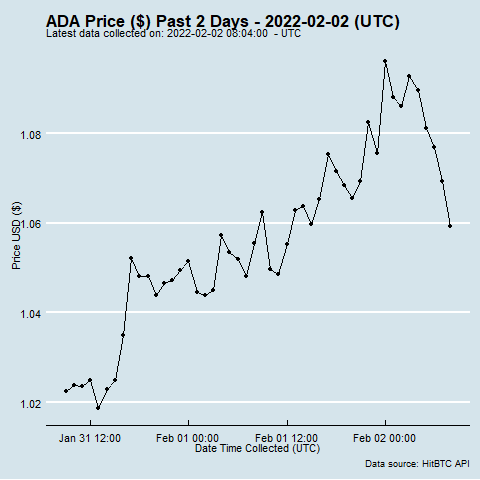 ADA Price ($) Past 2 Days - 2022-02-02 (UTC)
Latest data collected on: 2022-02-02 08:04:00 - UTC
Price USD ($)
1.08
1.06
1.04
1.02
Jan 31 12:00 Feb 01 00:00 Feb 01 12:00 Feb 02 00:00
Date Time Collected (UTC)
Data source: HitBTC API